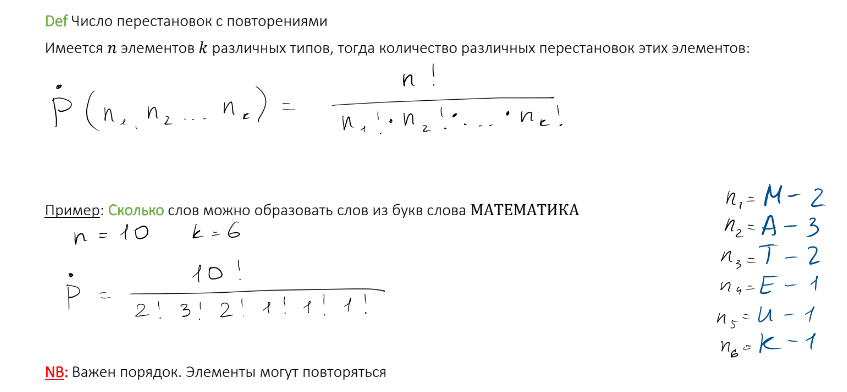 Def Число перестановок с повторениями
Имеется n элементов k различных типов, тогда количество различных перестановок этих элементов:
Ṗ (n₁, n₂ ... nₖ) = n! / (n₁! · n₂! · ... · nₖ!)
Пример: Сколько слов можно образовать слов из букв слова МАТЕМАТИКА
n = 10 k = 6
Ṗ = 10! / (2! 3! 2! 1! 1! 1!)
n₁ = М – 2
n₂ = А – 3
n₃ = Т – 2
n₄ = Е – 1
n₅ = И – 1
n₆ = К – 1
NB: Важен порядок. Элементы могут повторяться